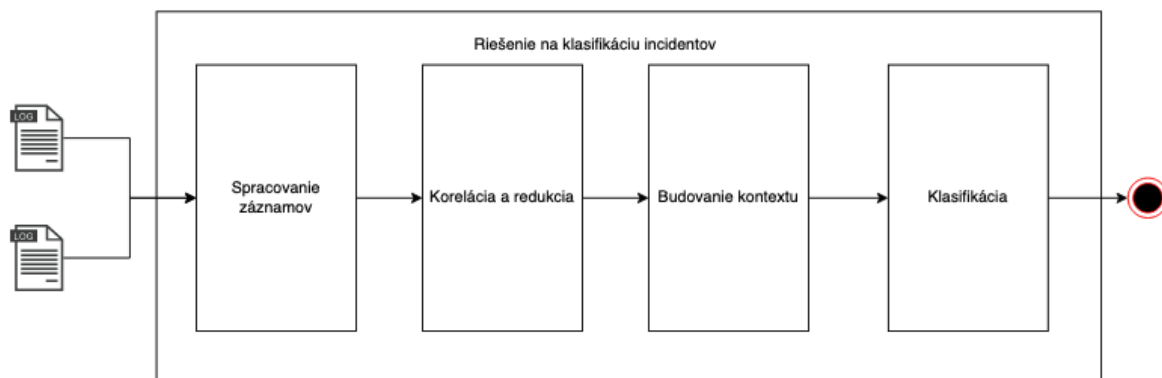 Riešenie na klasifikáciu incidentov
LOG
LOG
Spracovanie
záznamov
Korelácia a redukcia
Budovanie kontextu
Klasifikácia